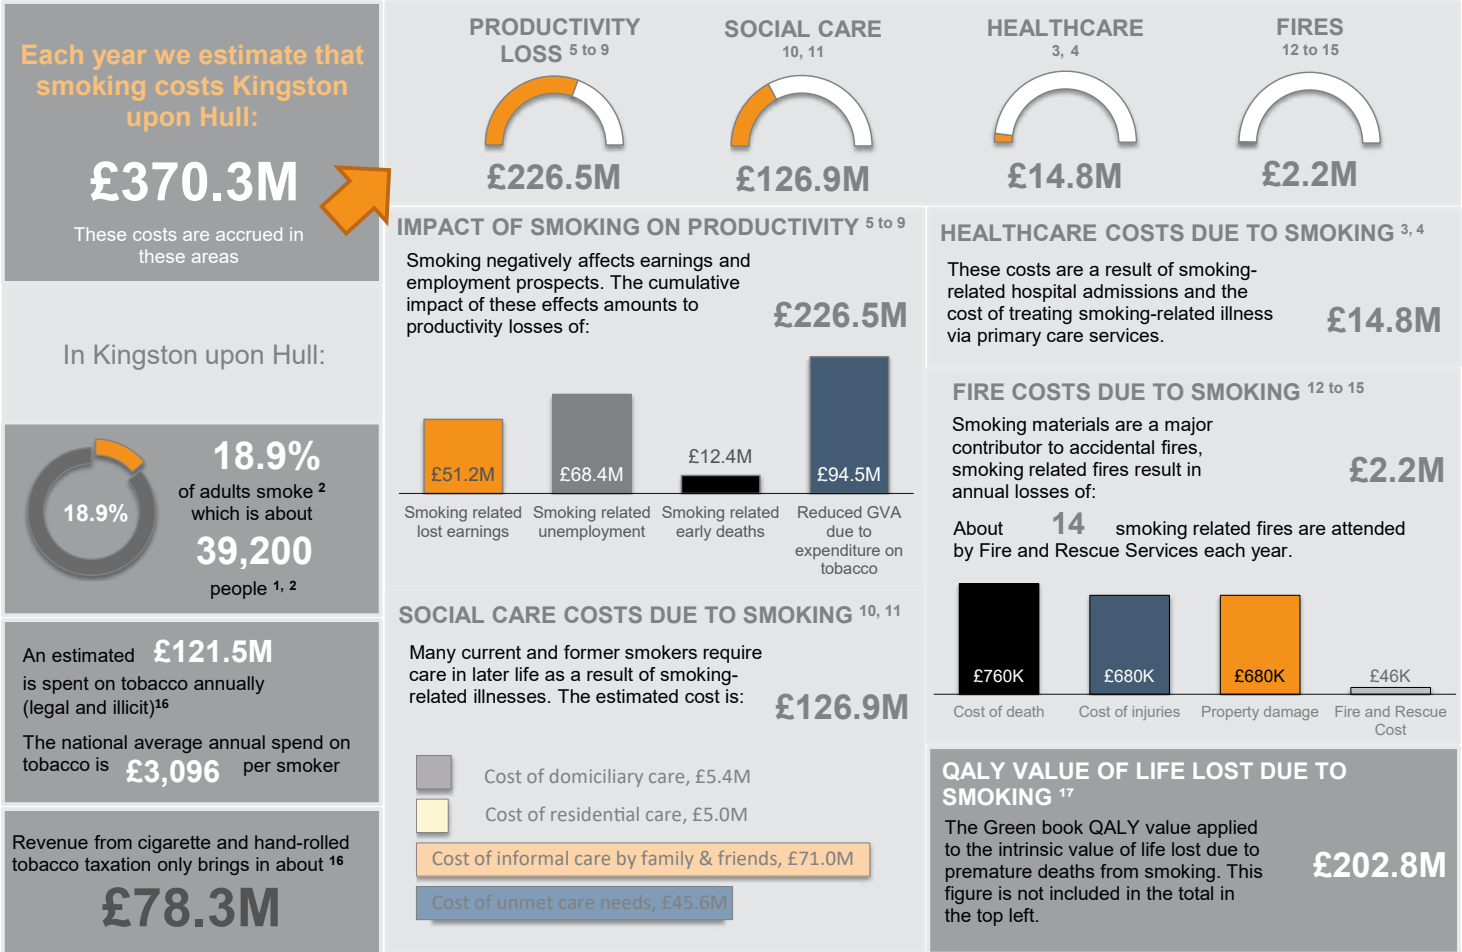 Each year we estimate that
smoking costs Kingston
upon Hull:
£370.3M
These costs are accrued in
these areas
In Kingston upon Hull:
18.9%
18.9%
of adults smoke 2
which is about
39,200
people 1, 2
An estimated £121.5M
is spent on tobacco annually
(legal and illicit)16
The national average annual spend on
tobacco is £3,096 per smoker
Revenue from cigarette and hand-rolled
tobacco taxation only brings in about 16
£78.3M
PRODUCTIVITY
LOSS 5 to 9
£226.5M
SOCIAL CARE
10, 11
£126.9M
HEALTHCARE
3, 4
£14.8M
FIRES
12 to 15
£2.2M
IMPACT OF SMOKING ON PRODUCTIVITY 5 to 9
Smoking negatively affects earnings and
employment prospects. The cumulative
impact of these effects amounts to
productivity losses of:
£226.5M
£51.2M
£68.4M
£12.4M
£94.5M
Smoking related
lost earnings
Smoking related
unemployment
Smoking related
early deaths
Reduced GVA
due to
expenditure on
tobacco
SOCIAL CARE COSTS DUE TO SMOKING 10, 11
Many current and former smokers require
care in later life as a result of smoking-
related illnesses. The estimated cost is:
£126.9M
Cost of domiciliary care, £5.4M
Cost of residential care, £5.0M
Cost of informal care by family & friends, £71.0M
Cost of unmet care needs, £45.6M
HEALTHCARE COSTS DUE TO SMOKING 3, 4
These costs are a result of smoking-
related hospital admissions and the
cost of treating smoking-related illness
via primary care services.
£14.8M
FIRE COSTS DUE TO SMOKING 12 to 15
Smoking materials are a major
contributor to accidental fires,
smoking related fires result in
annual losses of:
£2.2M
About 14 smoking related fires are attended
by Fire and Rescue Services each year.
£760K
£680K
£680K
£46K
Cost of death
Cost of injuries
Property damage
Fire and Rescue
Cost
QALY VALUE OF LIFE LOST DUE TO
SMOKING 17
The Green book QALY value applied
to the intrinsic value of life lost due to
premature deaths from smoking. This
figure is not included in the total in
the top left.
£202.8M